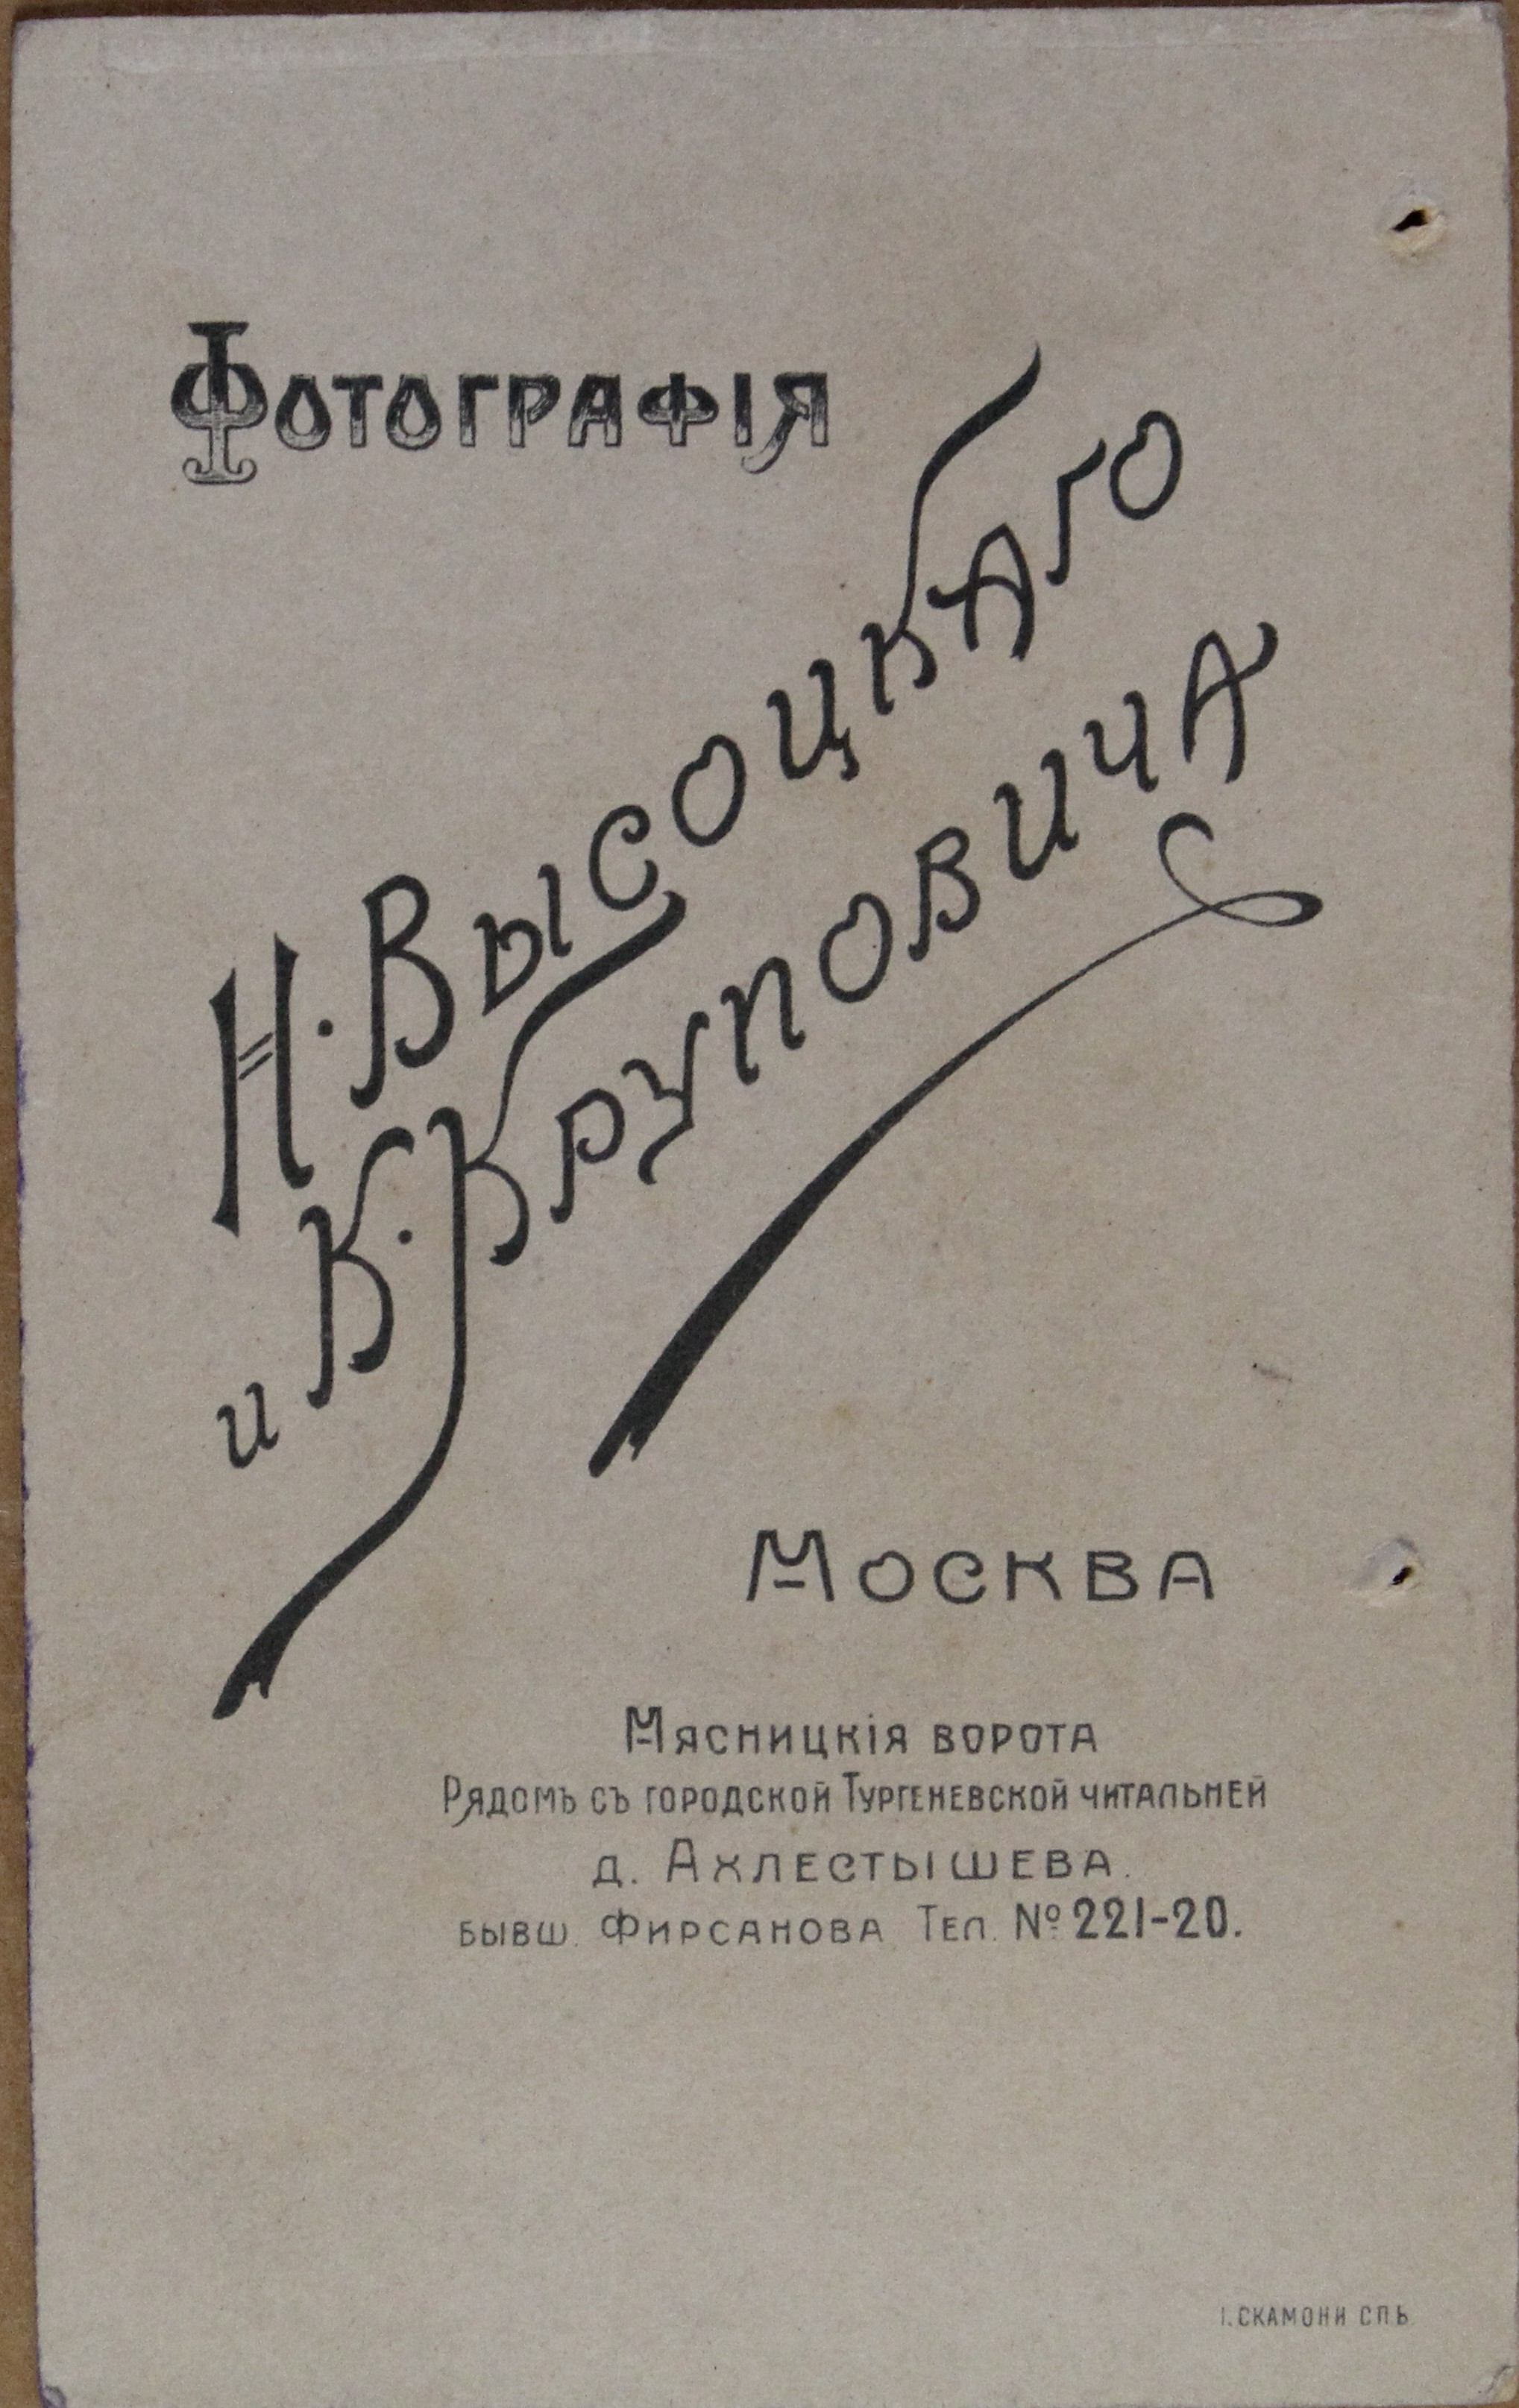 Фотографія
Н. Высоцкаго
и К. Круповича
Москва
Мясницкія ворота
Рядомъ съ городской Тургеневской читальней
д. Ахлестышева.
бывш. Фирсанова Тел. № 221-20.
І. СКАМОНИ СПЬ